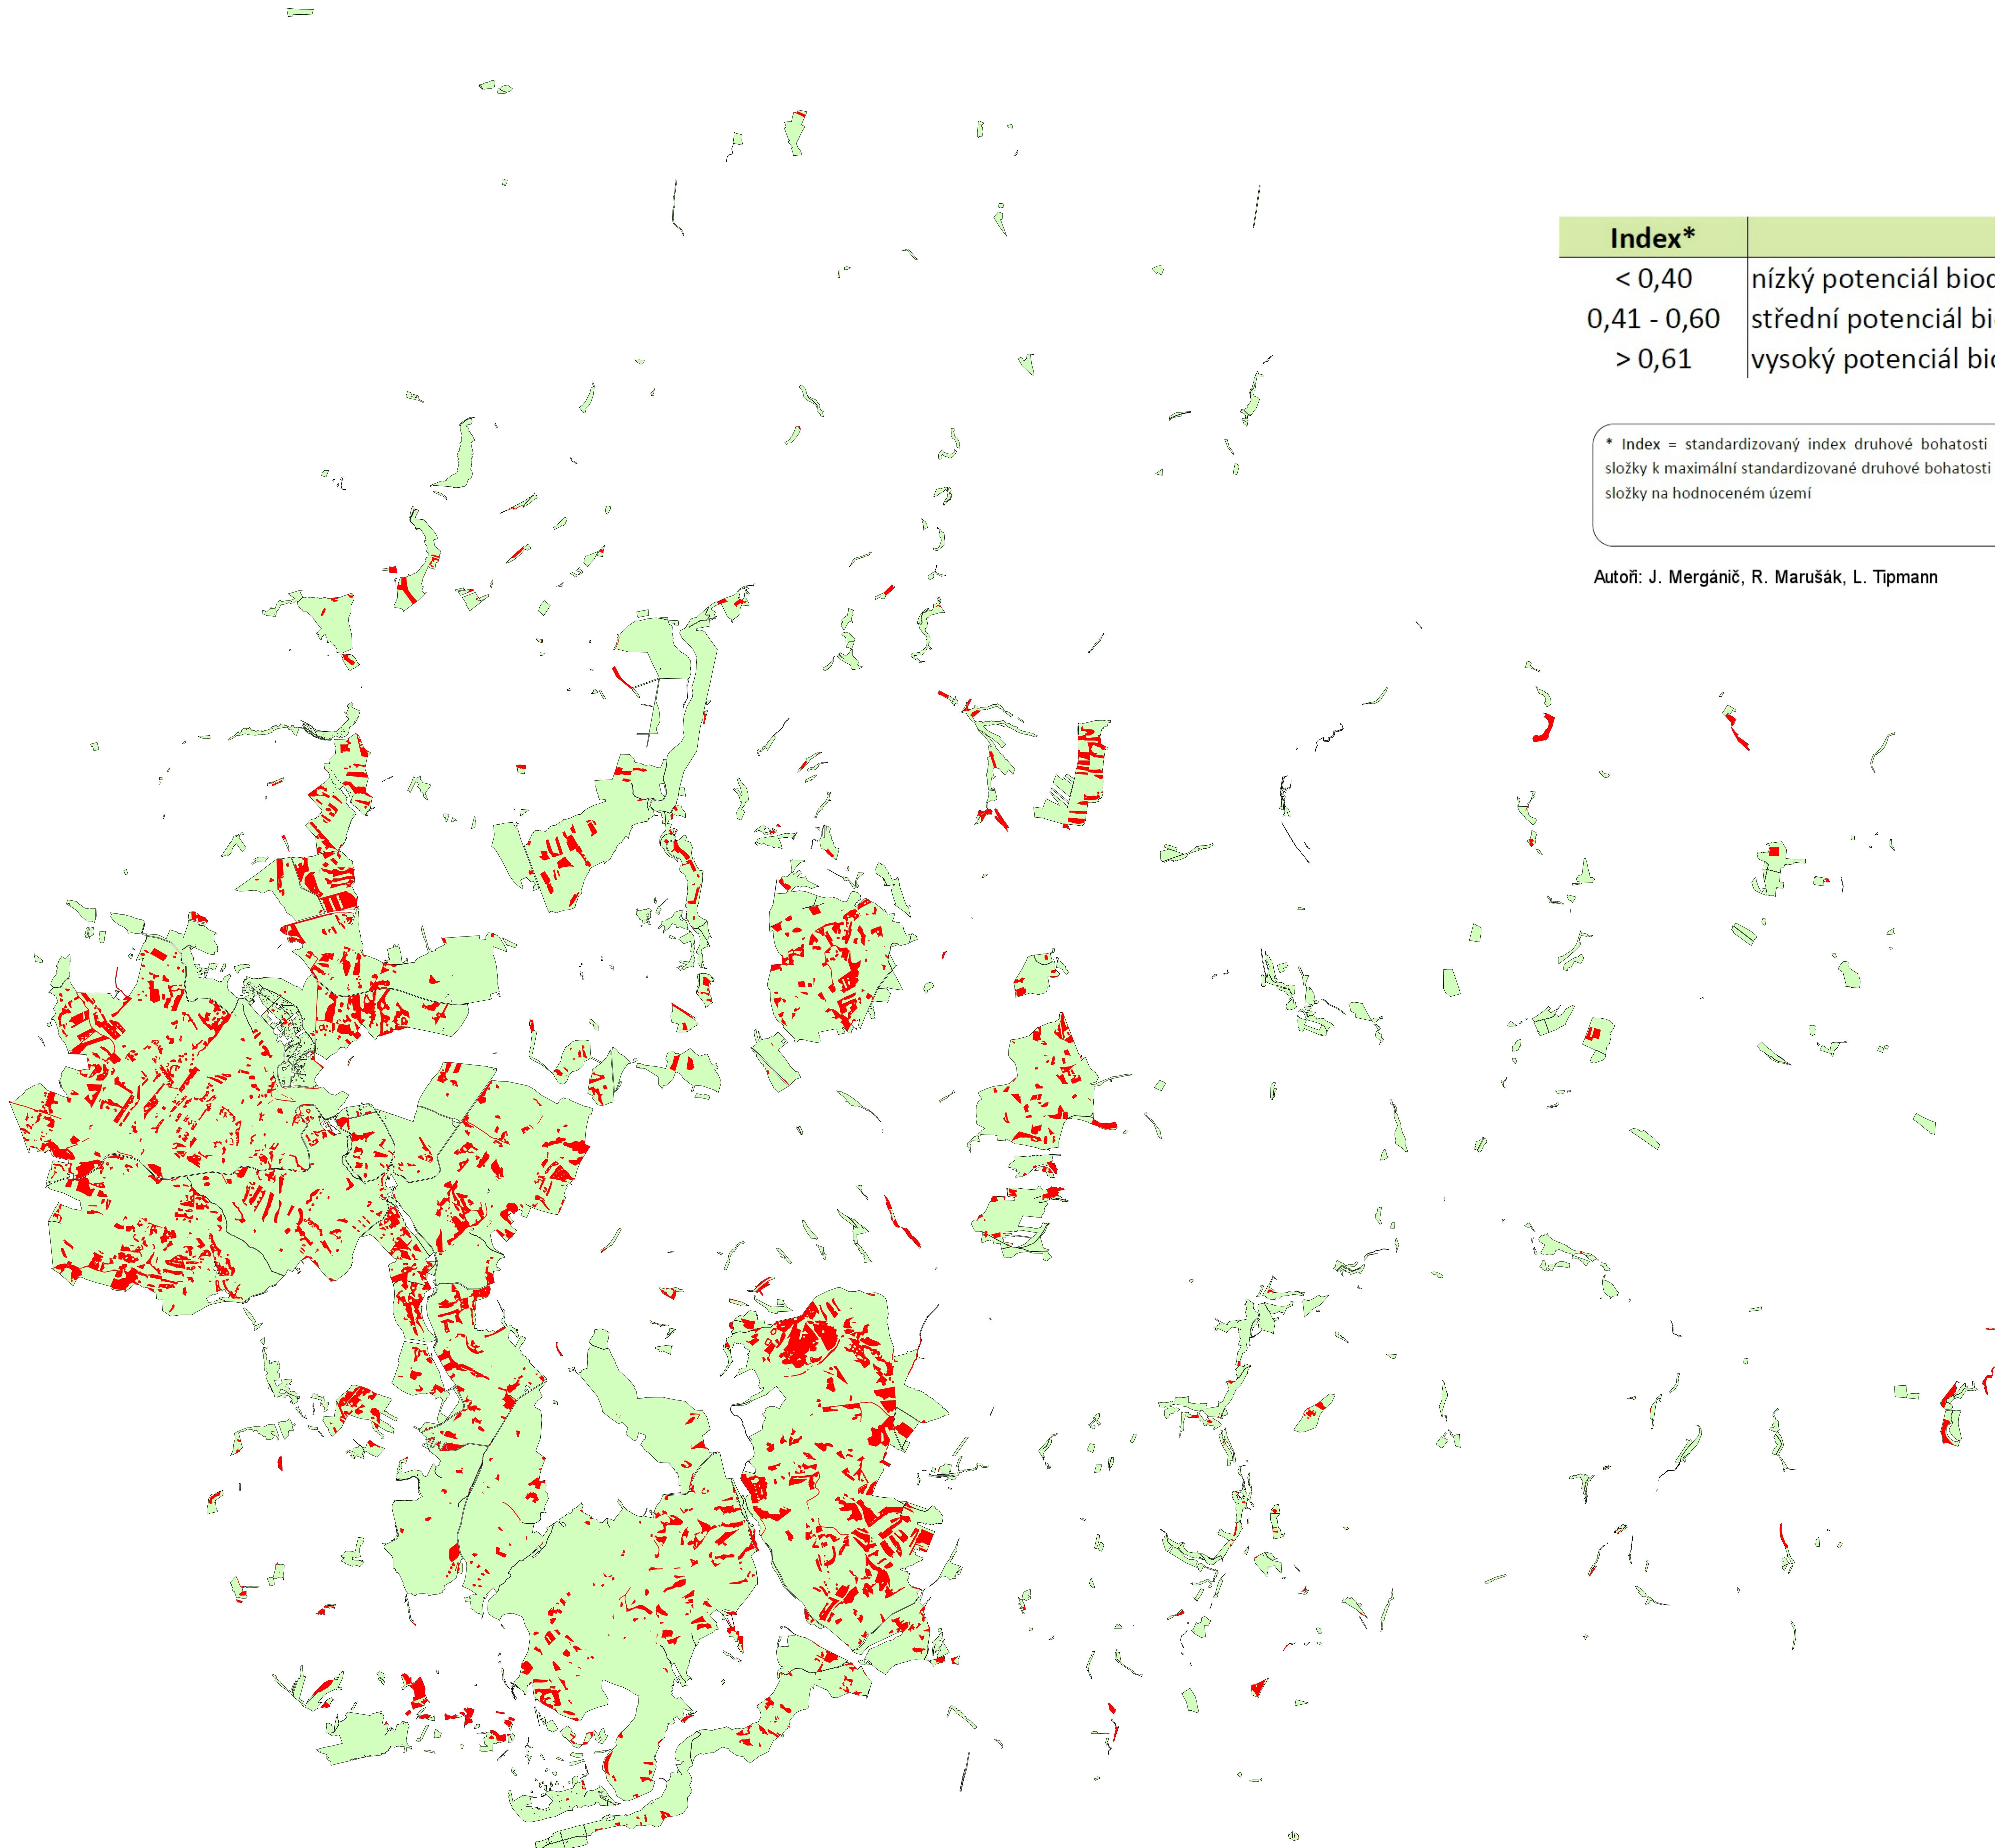 Index*
< 0,40 nízký potenciál
0,41 - 0,60 střední potenciál
> 0,61 vysoký potenciál
* Index = standardizovaný index druhové bohatosti
složky k maximální standardizované druhové bohatosti
složky na hodnoceném území
Autoři: J. Mergánič, R. Marušák, L. Tipmann